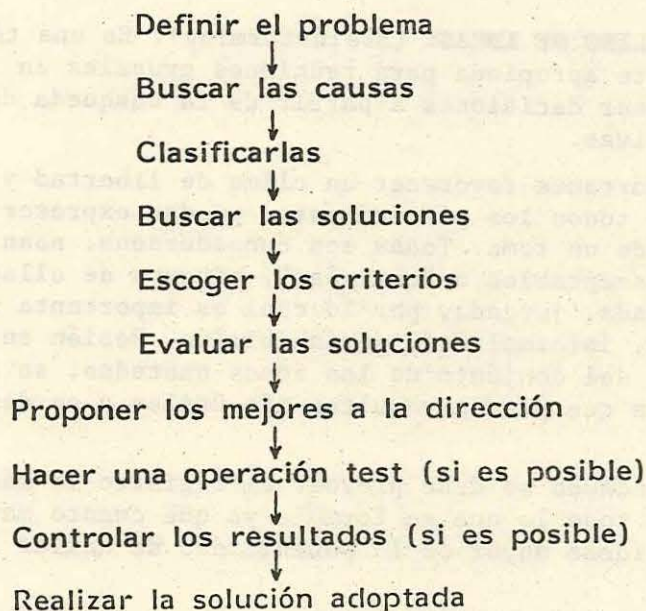 Definir el problema
Buscar las causas
Clasificarlas
Buscar las soluciones
Escoger los criterios
Evaluar las soluciones
Proponer los mejores a la dirección
Hacer una operación test (si es posible)
Controlar los resultados (si es posible)
Realizar la solución adoptada